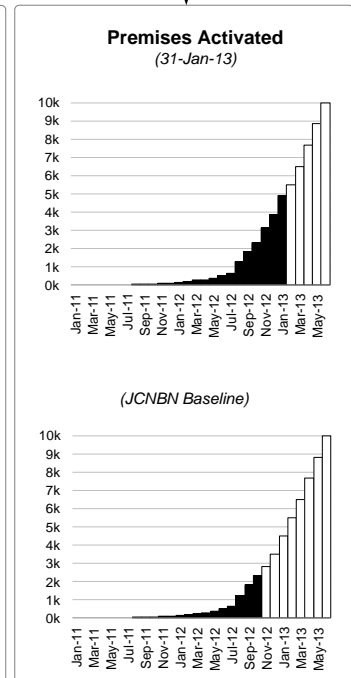 Premises Activated
(31-Jan-13)
10k
9k
8k
7k
6k
5k
4k
3k
2k
1k
0k
Jan-11 Mar-11 May-11 Jul-11 Sep-11 Nov-11 Jan-12 Mar-12 May-12 Jul-12 Sep-12 Nov-12 Jan-13 Mar-13 May-13
(JCNBN Baseline)
10k
9k
8k
7k
6k
5k
4k
3k
2k
1k
0k
Jan-11 Mar-11 May-11 Jul-11 Sep-11 Nov-11 Jan-12 Mar-12 May-12 Jul-12 Sep-12 Nov-12 Jan-13 Mar-13 May-13